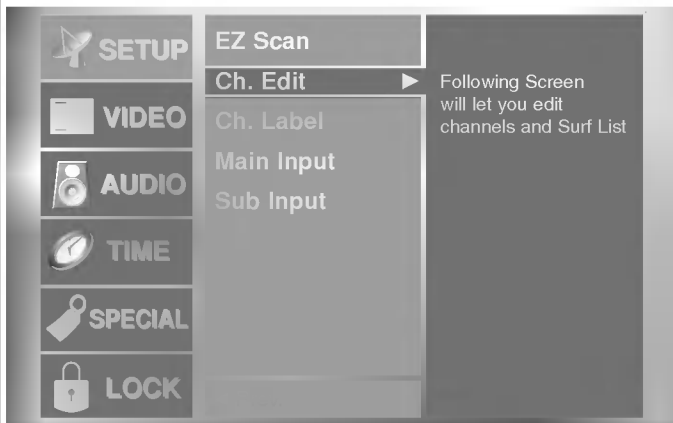 SETUP
VIDEO
AUDIO
TIME
SPECIAL
LOCK
EZ Scan
Ch. Edit
Ch. Label
Main Input
Sub Input
Following Screen
will let you edit
channels and Surf List